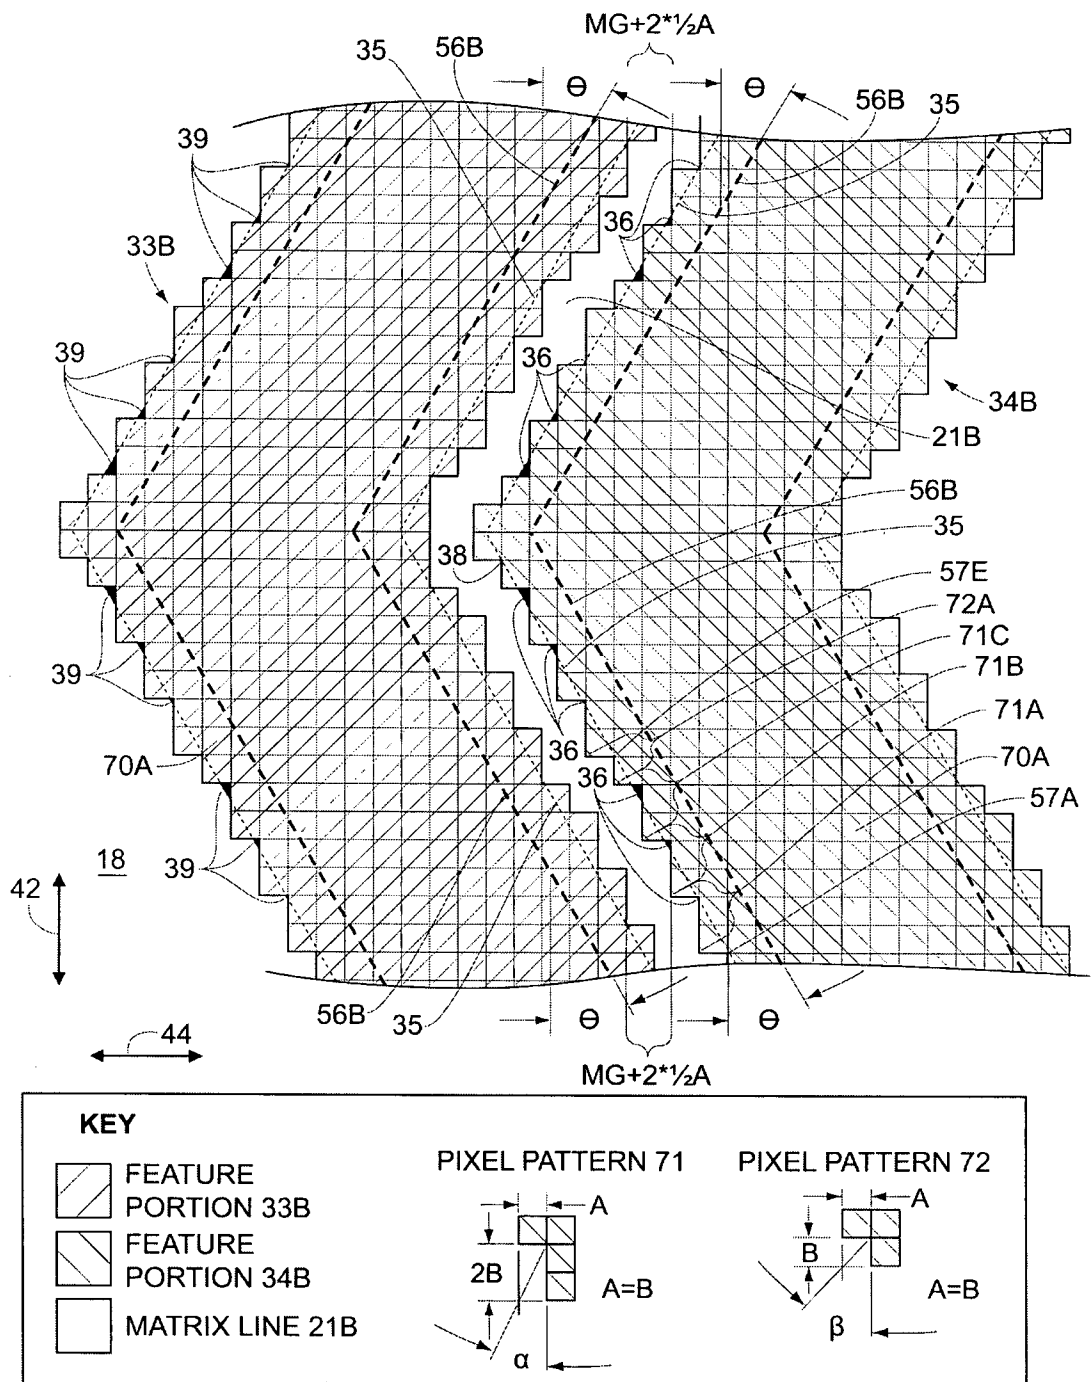 MG+2*½A
35
56B
Ө
Ө
56B
35
39
36
33B
39
36
34B
21B
56B
35
38
57E
72A
71C
71B
71A
70A
57A
39
36
70A
36
39
18
42
44
56B
35
Ө
Ө
MG+2*½A
KEY
FEATURE
PORTION 33B
FEATURE
PORTION 34B
MATRIX LINE 21B
PIXEL PATTERN 71
A
2B
A=B
α
PIXEL PATTERN 72
A
B
A=B
β